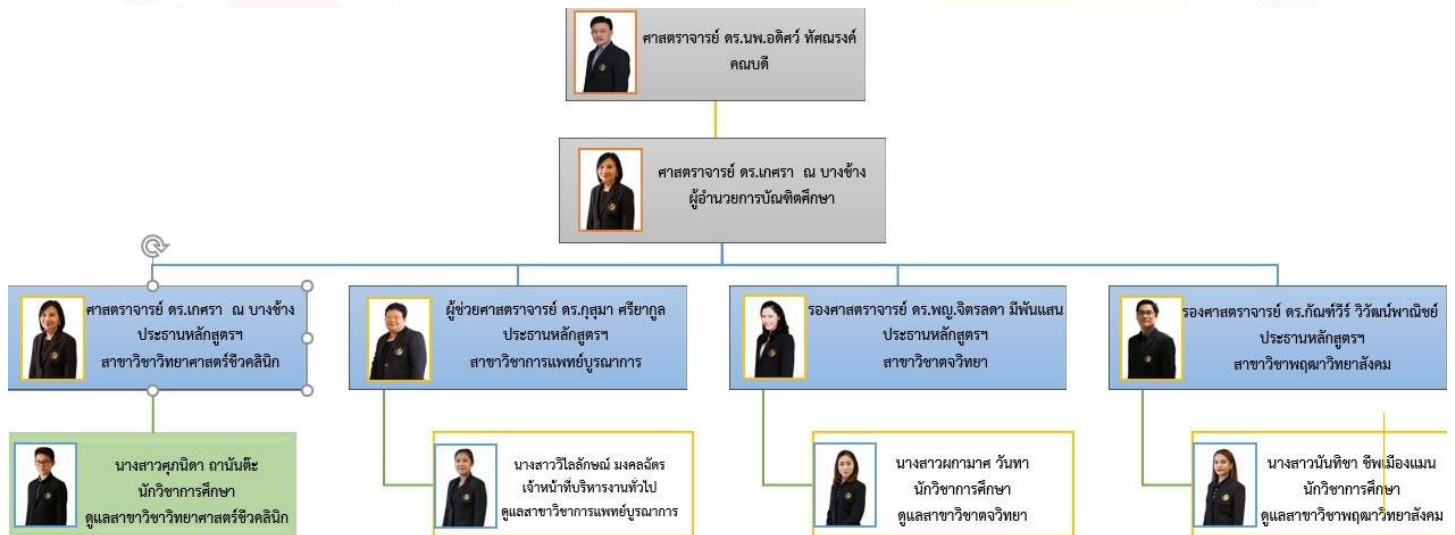 ศาสตราจารย์ ดร.นพ.อดิศว์ ทัศณรงค์
คณบดี
ศาสตราจารย์ ดร.เกศรา ณ บางช้าง
ผู้อำนวยการบัณฑิตศึกษา
ศาสตราจารย์ ดร.เกศรา ณ บางช้าง
ประธานหลักสูตรฯ
สาขาวิชาวิทยาศาสตร์ชีวคลินิก
ผู้ช่วยศาสตราจารย์ ดร.กุสุมา ศรียากูล
ประธานหลักสูตรฯ
สาขาวิชาการแพทย์บูรณาการ
รองศาสตราจารย์ ดร.พญ.จิตรลดา มีพันแสน
ประธานหลักสูตรฯ
สาขาวิชาตจวิทยา
รองศาสตราจารย์ ดร.กัณฑ์วีร์ วิวัฒน์พาณิชย์
ประธานหลักสูตรฯ
สาขาวิชาพฤฒาวิทยาสังคม
นางสาวศุภนิดา ถานันต๊ะ
นักวิชาการศึกษา
ดูแลสาขาวิชาวิทยาศาสตร์ชีวคลินิก
นางสาววิไลลักษณ์ มงคลฉัตร
เจ้าหน้าที่บริหารงานทั่วไป
ดูแลสาขาวิชาการแพทย์บูรณาการ
นางสาวผกามาศ วันทา
นักวิชาการศึกษา
ดูแลสาขาวิชาตจวิทยา
นางสาวนันทิชา ชีพเมืองแมน
นักวิชาการศึกษา
ดูแลสาขาวิชาพฤฒาวิทยาสังคม